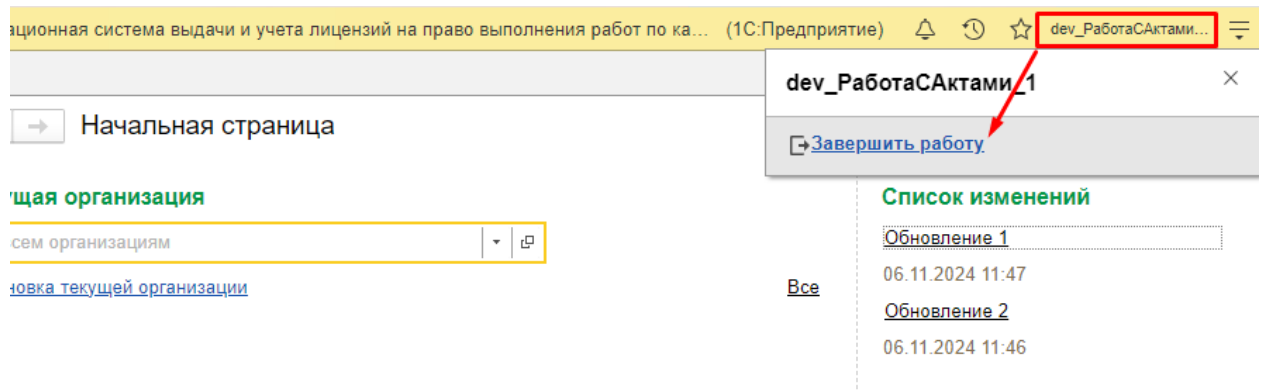 ационная система выдачи и учета лицензий на право выполнения работ по ка... (1С:Предприятие) dev_РаботаСАктами...
dev_РаботаСАктами_1
Завершить работу
Начальная страница
щая организация
Список изменений
сем организациям
Обновление 1
06.11.2024 11:47
новка текущей организации
Все
Обновление 2
06.11.2024 11:46